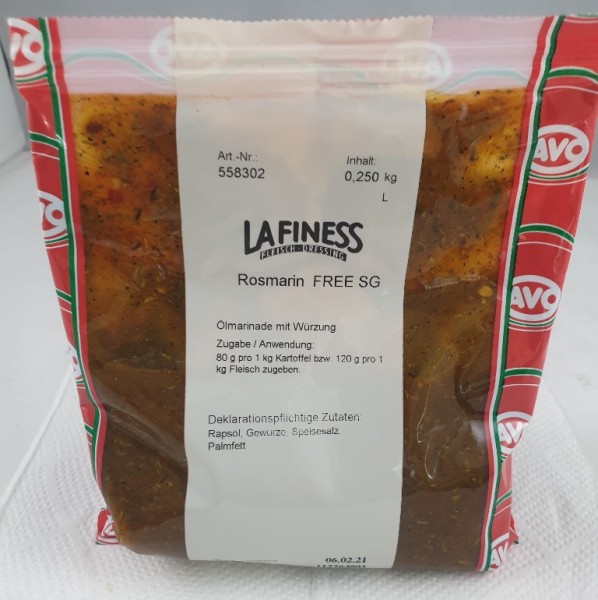 AVO
AVO
Art.-Nr.:
558302
Inhalt:
0,250 kg
L
LAFINESS
FLEISCH-DRESSING
Rosmarin FREE SG
Ölmarinade mit Würzung
Zugabe / Anwendung:
80 g pro 1 kg Kartoffel bzw. 120 g pro 1
kg Fleisch zugeben.
Deklarationspflichtige Zutaten:
Rapsöl, Gewürze, Speisesalz,
Palmfett
06.02.21
AVO
AVO
AVO
AVO